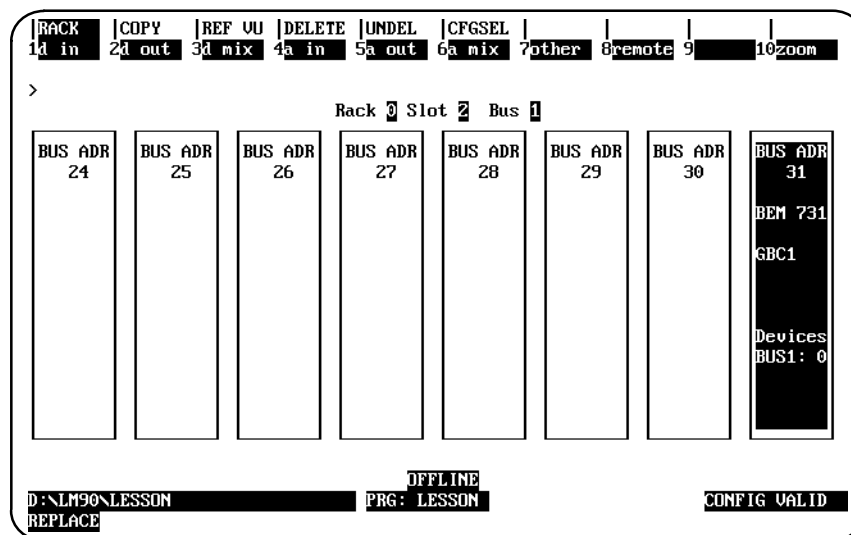 |RACK |COPY |REF VU |DELETE |UNDEL |CFGSEL | | | |
1d in 2d out 3d mix 4a in 5a out 6a mix 7other 8remote 9 10zoom
>
Rack 0 Slot 2 Bus 1
BUS ADR BUS ADR BUS ADR BUS ADR BUS ADR BUS ADR BUS ADR BUS ADR
24 25 26 27 28 29 30 31
BEM 731
GBC1
Devices
BUS1: 0
OFFLINE
D:\LM90\LESSON PRG: LESSON CONFIG VALID
REPLACE